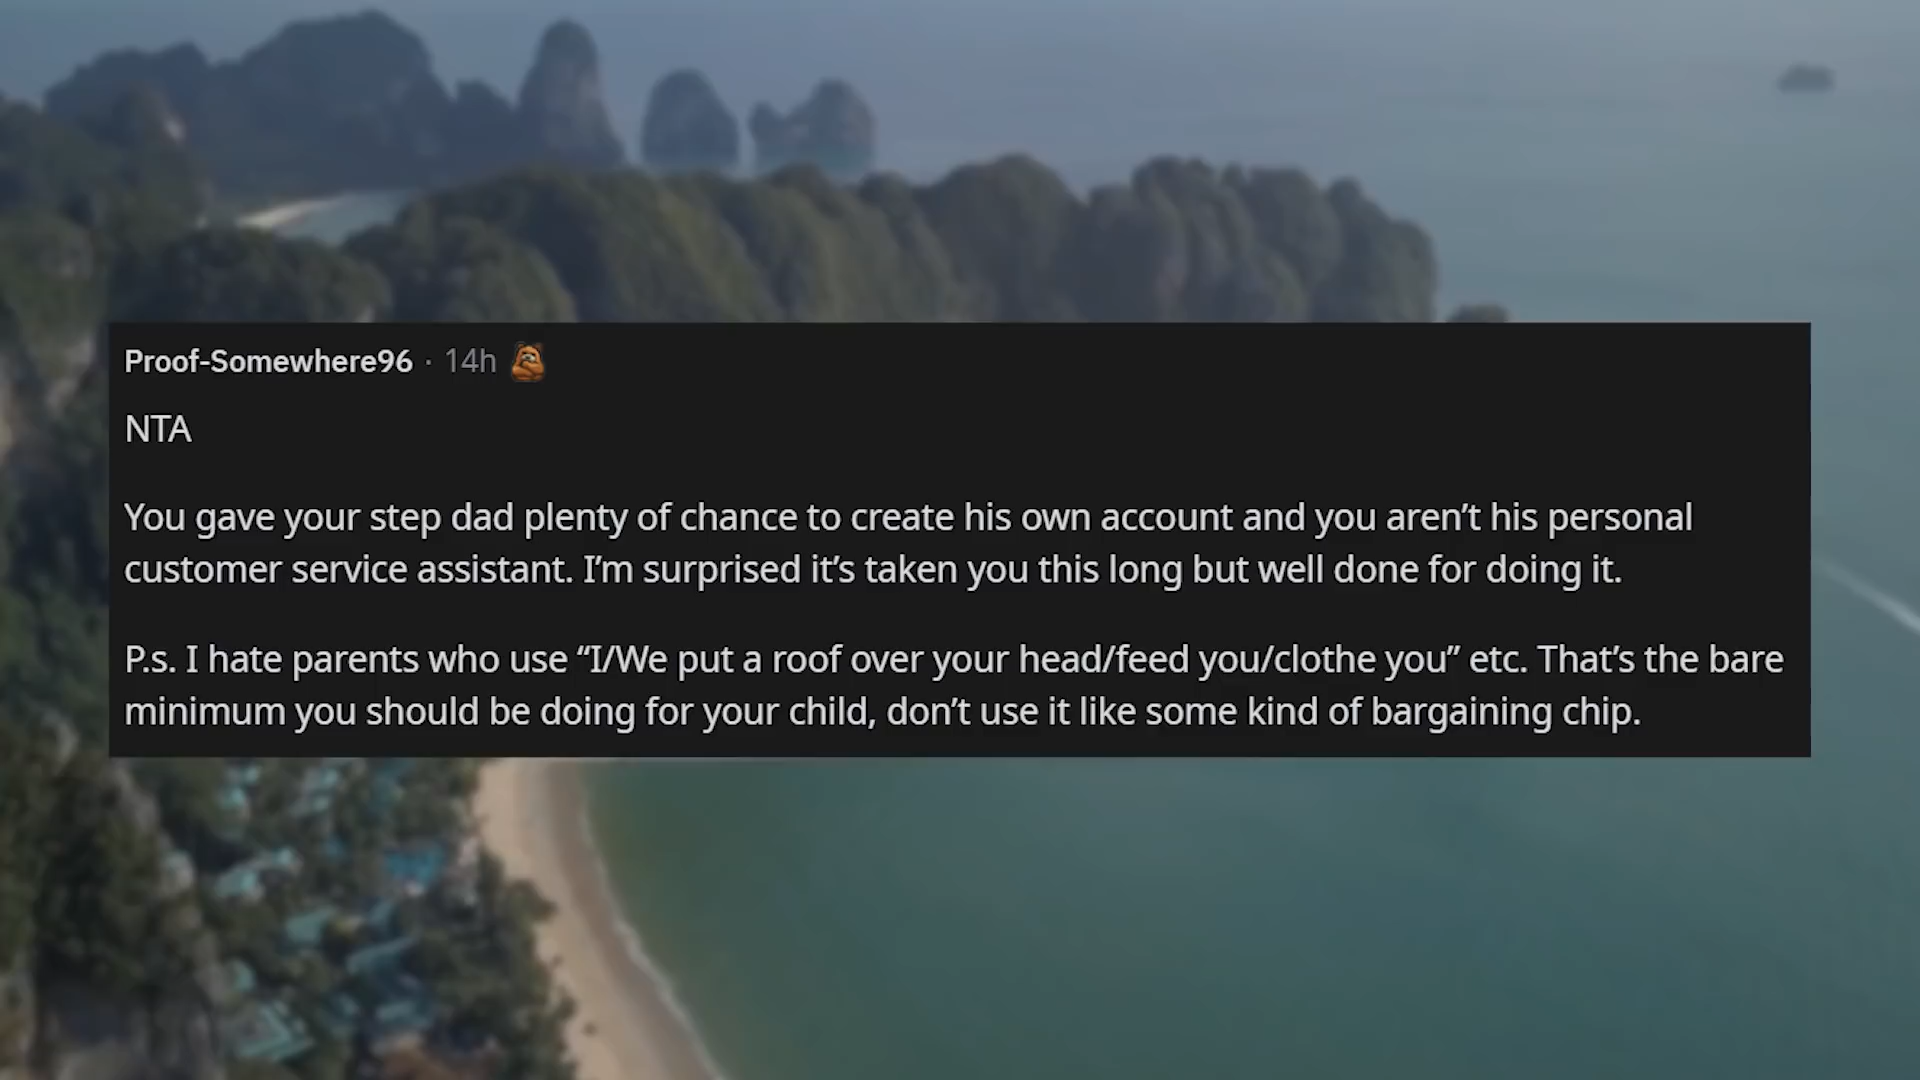 Proof-Somewhere96 · 14h
NTA
You gave your step dad plenty of chance to create his own account and you aren’t his personal
customer service assistant. I’m surprised it’s taken you this long but well done for doing it.
P.s. I hate parents who use “I/We put a roof over your head/feed you/clothe you” etc. That’s the bare
minimum you should be doing for your child, don’t use it like some kind of bargaining chip.